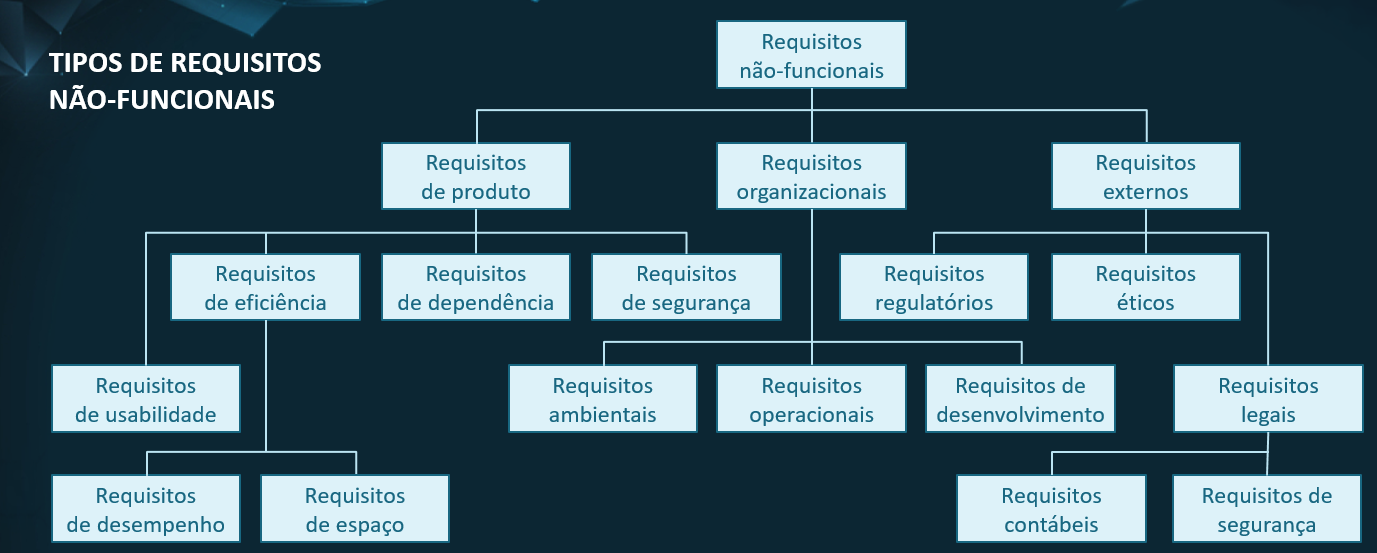 TIPOS DE REQUISITOS
NÃO-FUNCIONAIS
Requisitos
não-funcionais
Requisitos
de produto
Requisitos
organizacionais
Requisitos
externos
Requisitos
de eficiência
Requisitos
de dependência
Requisitos
de segurança
Requisitos
regulatórios
Requisitos
éticos
Requisitos
de usabilidade
Requisitos
ambientais
Requisitos
operacionais
Requisitos de
desenvolvimento
Requisitos
legais
Requisitos
de desempenho
Requisitos
de espaço
Requisitos
contábeis
Requisitos de
segurança